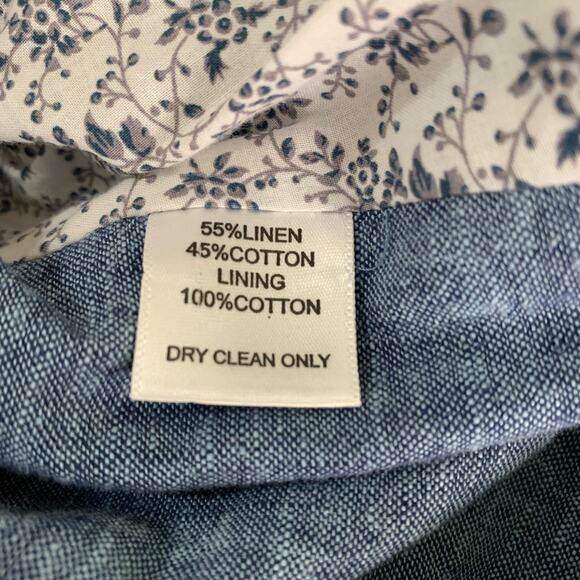 55%LINEN
45%COTTON
LINING
100%COTTON
DRY CLEAN ONLY